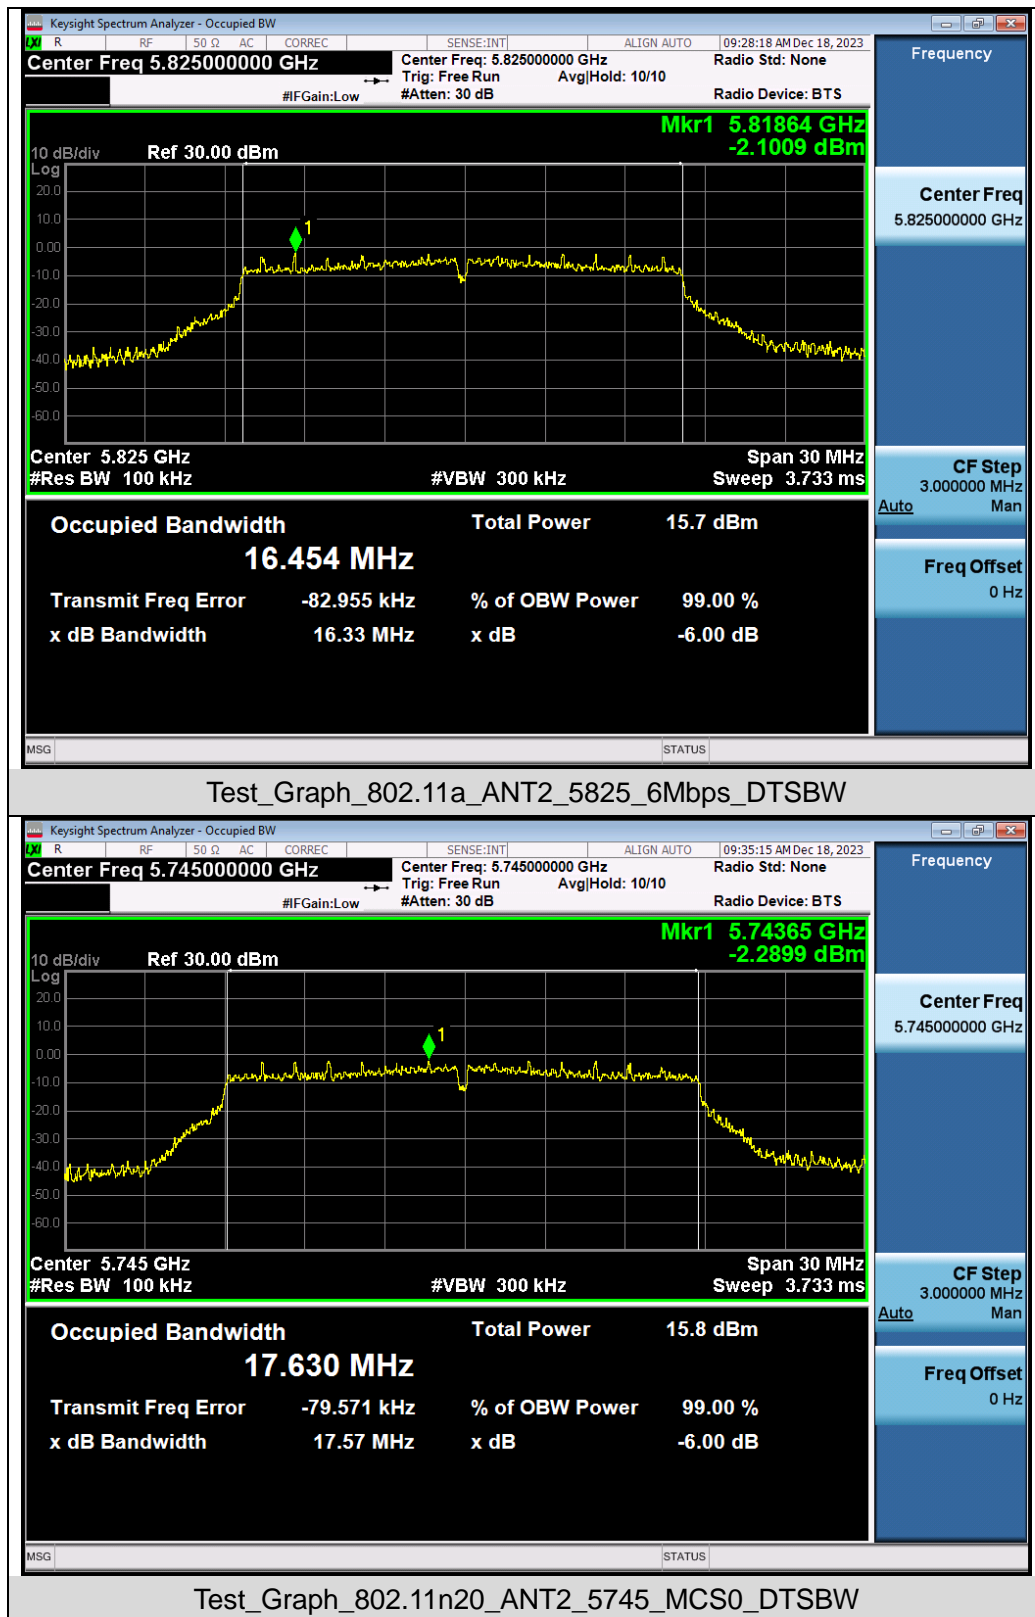 Keysight Spectrum Analyzer - Occupied BW
LXI R RF 50 Ω AC CORREC SENSE:INT ALIGN AUTO 09:28:18 AM Dec 18, 2023
Center Freq 5.825000000 GHz Center Freq: 5.825000000 GHz Radio Std: None
Trig: Free Run Avg|Hold: 10/10
#IFGain:Low #Atten: 30 dB Radio Device: BTS
Frequency
Mkr1 5.81864 GHz
-2.1009 dBm
10 dB/div Ref 30.00 dBm
Log
20.0
10.0
0.00
-10.0
-20.0
-30.0
-40.0
-50.0
-60.0
1
Center 5.825 GHz Span 30 MHz
#Res BW 100 kHz #VBW 300 kHz Sweep 3.733 ms
Center Freq
5.825000000 GHz
CF Step
3.000000 MHz
Auto Man
Freq Offset
0 Hz
Occupied Bandwidth Total Power 15.7 dBm
16.454 MHz
Transmit Freq Error -82.955 kHz % of OBW Power 99.00 %
x dB Bandwidth 16.33 MHz x dB -6.00 dB
MSG STATUS
Test_Graph_802.11a_ANT2_5825_6Mbps_DTSBW
Keysight Spectrum Analyzer - Occupied BW
LXI R RF 50 Ω AC CORREC SENSE:INT ALIGN AUTO 09:35:15 AM Dec 18, 2023
Center Freq 5.745000000 GHz Center Freq: 5.745000000 GHz Radio Std: None
Trig: Free Run Avg|Hold: 10/10
#IFGain:Low #Atten: 30 dB Radio Device: BTS
Frequency
Mkr1 5.74365 GHz
-2.2899 dBm
10 dB/div Ref 30.00 dBm
Log
20.0
10.0
0.00
-10.0
-20.0
-30.0
-40.0
-50.0
-60.0
1
Center 5.745 GHz Span 30 MHz
#Res BW 100 kHz #VBW 300 kHz Sweep 3.733 ms
Center Freq
5.745000000 GHz
CF Step
3.000000 MHz
Auto Man
Freq Offset
0 Hz
Occupied Bandwidth Total Power 15.8 dBm
17.630 MHz
Transmit Freq Error -79.571 kHz % of OBW Power 99.00 %
x dB Bandwidth 17.57 MHz x dB -6.00 dB
MSG STATUS
Test_Graph_802.11n20_ANT2_5745_MCS0_DTSBW